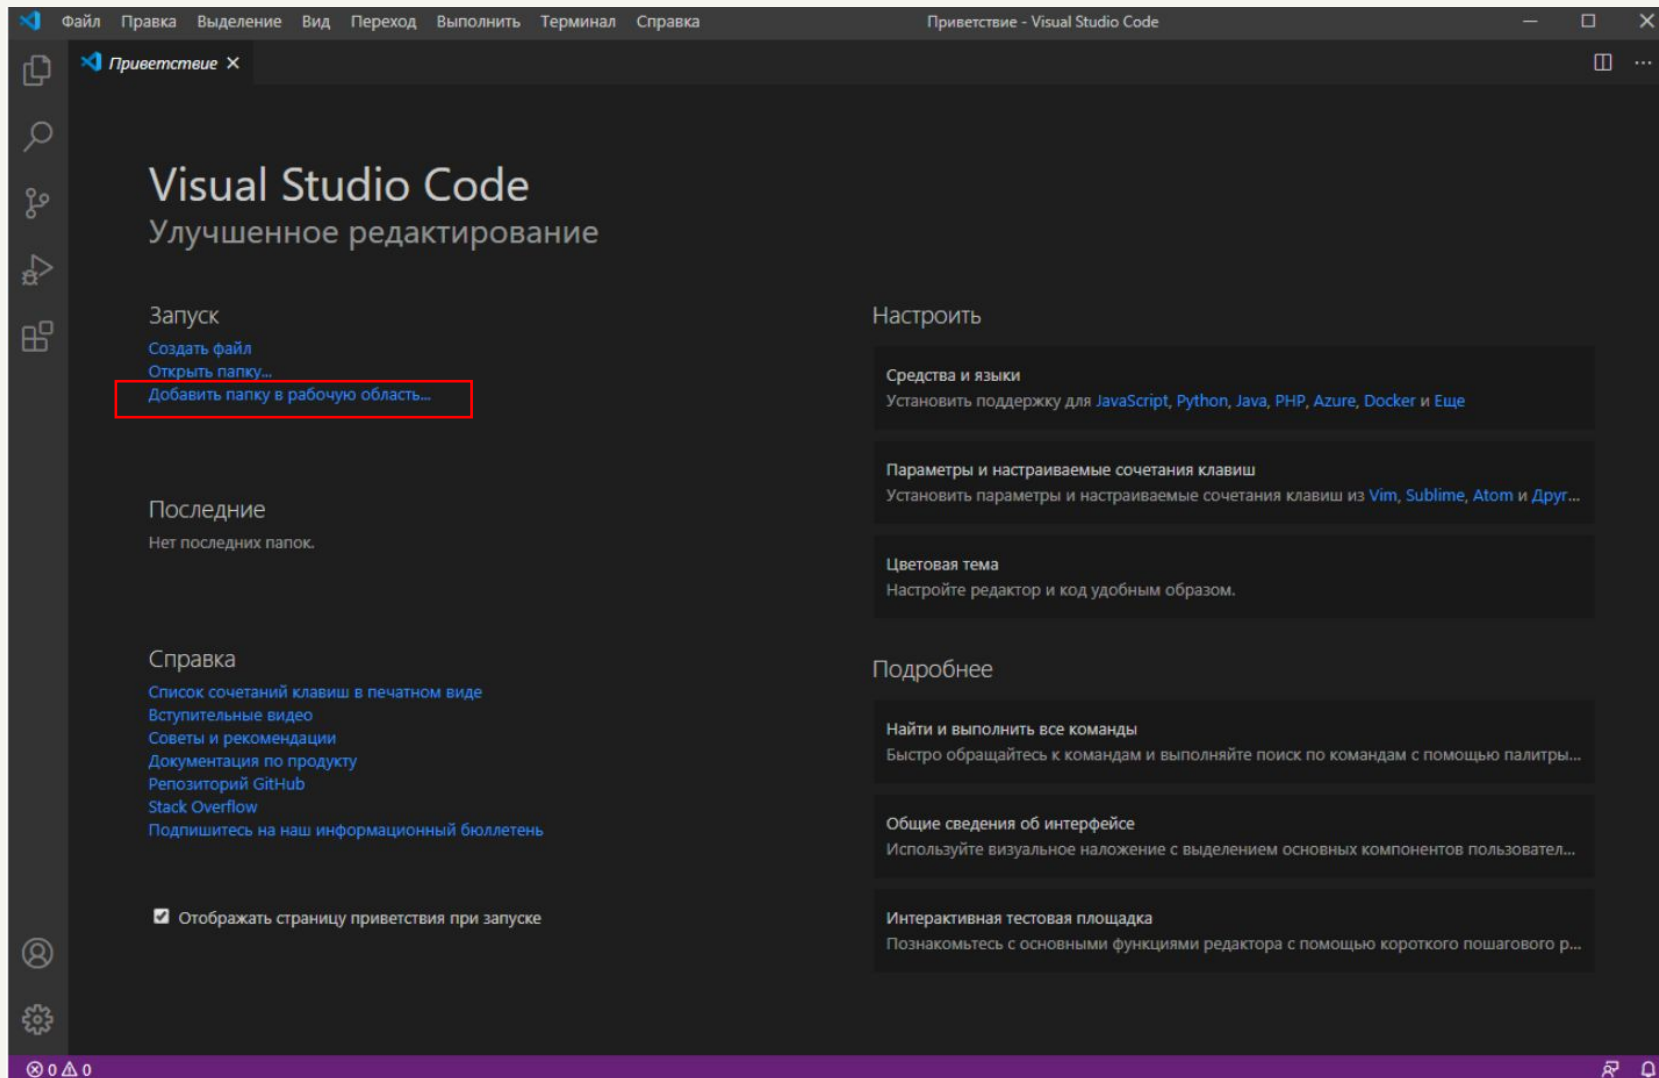 Файл Правка Выделение Вид Переход Выполнить Терминал Справка Приветствие - Visual Studio Code
Приветствие
Visual Studio Code
Улучшенное редактирование
Запуск
Создать файл
Открыть папку...
Добавить папку в рабочую область...
Последние
Нет последних папок.
Справка
Список сочетаний клавиш в печатном виде
Вступительные видео
Советы и рекомендации
Документация по продукту
Репозиторий GitHub
Stack Overflow
Подпишитесь на наш информационный бюллетень
Отображать страницу приветствия при запуске
Настроить
Средства и языки
Установить поддержку для JavaScript, Python, Java, PHP, Azure, Docker и Еще
Параметры и настраиваемые сочетания клавиш
Установить параметры и настраиваемые сочетания клавиш из Vim, Sublime, Atom и Друг...
Цветовая тема
Настройте редактор и код удобным образом.
Подробнее
Найти и выполнить все команды
Быстро обращайтесь к командам и выполняйте поиск по командам с помощью палитры...
Общие сведения об интерфейсе
Используйте визуальное наложение с выделением основных компонентов пользовател...
Интерактивная тестовая площадка
Познакомьтесь с основными функциями редактора с помощью короткого пошагового р...
0 0